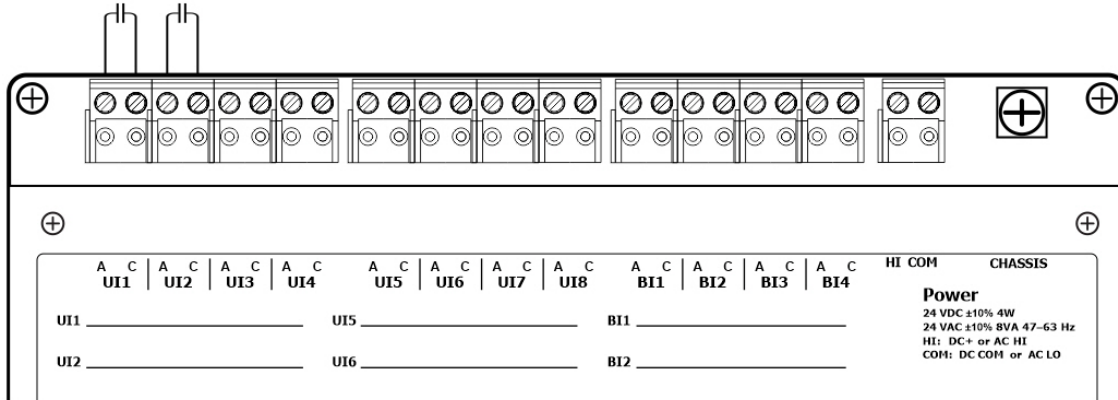 A C A C A C A C A C A C A C A C A C A C A C A C HI COM CHASSIS
UI1 UI2 UI3 UI4 UI5 UI6 UI7 UI8 BI1 BI2 BI3 BI4
Power
24 VDC ±10% 4W
24 VAC ±10% 8VA 47–63 Hz
HI: DC+ or AC HI
COM: DC COM or AC LO
UI1 UI5 BI1
UI2 UI6 BI2